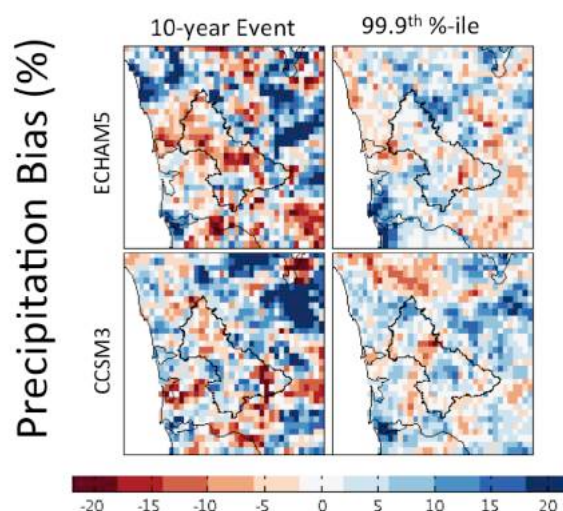 10-year Event
99.9th %-ile
Precipitation Bias (%)
ECHAM5
CCSM3
-20 -15 -10 -5 0 5 10 15 20